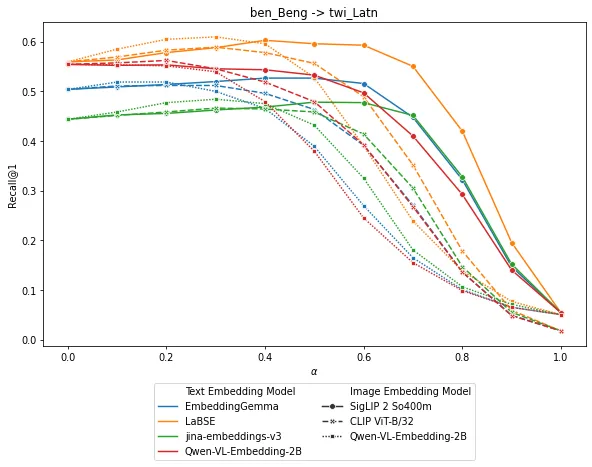 ben_Beng -> twi_Latn
Recall@1
0.6
0.5
0.4
0.3
0.2
0.1
0.0
0.0 0.2 0.4 0.6 0.8 1.0
α
Text Embedding Model
EmbeddingGemma
LaBSE
jina-embeddings-v3
Qwen-VL-Embedding-2B
Image Embedding Model
SigLIP 2 So400m
CLIP ViT-B/32
Qwen-VL-Embedding-2B